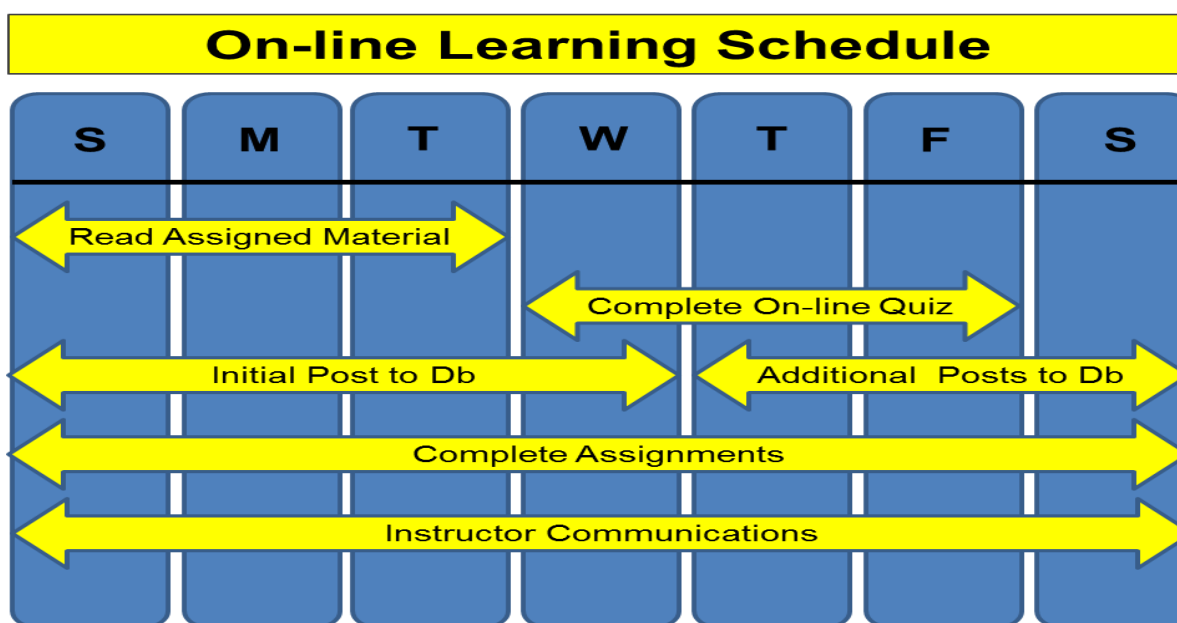 On-line Learning Schedule
S M T W T F S
Read Assigned Material
Complete On-line Quiz
Initial Post to Db
Additional Posts to Db
Complete Assignments
Instructor Communications